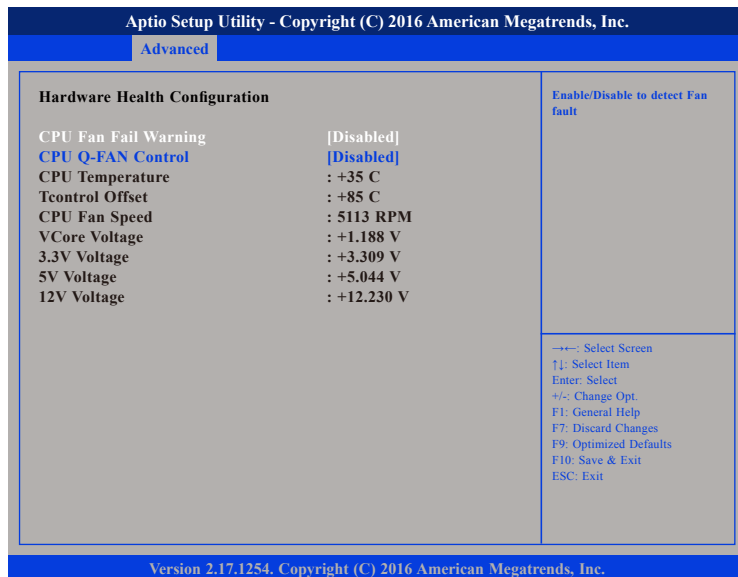 Aptio Setup Utility - Copyright (C) 2016 American Megatrends, Inc.
Advanced
Hardware Health Configuration
CPU Fan Fail Warning [Disabled]
CPU Q-FAN Control [Disabled]
CPU Temperature : +35 C
Tcontrol Offset : +85 C
CPU Fan Speed : 5113 RPM
VCore Voltage : +1.188 V
3.3V Voltage : +3.309 V
5V Voltage : +5.044 V
12V Voltage : +12.230 V
Enable/Disable to detect Fan
fault
→←: Select Screen
↑↓: Select Item
Enter: Select
+/-: Change Opt.
F1: General Help
F7: Discard Changes
F9: Optimized Defaults
F10: Save & Exit
ESC: Exit
Version 2.17.1254. Copyright (C) 2016 American Megatrends, Inc.